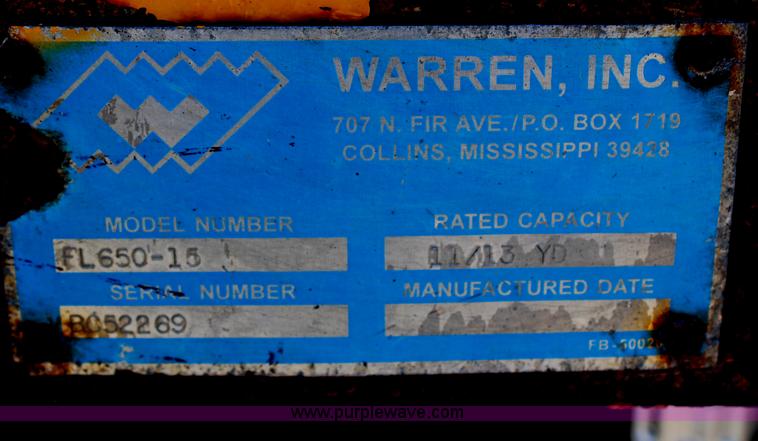 WARREN, INC.
707 N. FIR AVE./P.O. BOX 1719
COLLINS, MISSISSIPPI 39428
MODEL NUMBER
FL650-15
RATED CAPACITY
11/13 YD
SERIAL NUMBER
BC52269
MANUFACTURED DATE
www.purplewave.com